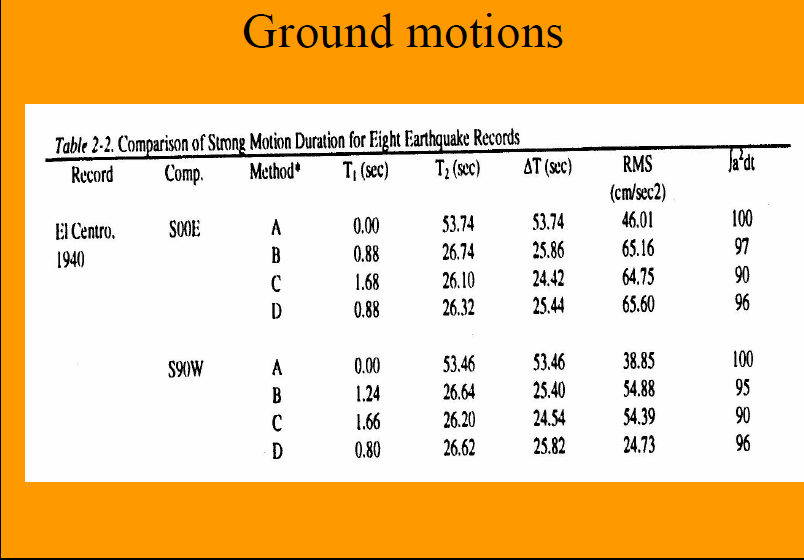 Ground motions
Table 2-2. Comparison of Strong Motion Duration for Eight Earthquake Records
Record Comp. Method* T₁ (sec) T₂ (sec) ΔT (sec) RMS (cm/sec2) ∫a²dt
El Centro, 1940 S00E A 0.00 53.74 53.74 46.01 100
B 0.88 26.74 25.86 65.16 97
C 1.68 26.10 24.42 64.75 90
D 0.88 26.32 25.44 65.60 96
S90W A 0.00 53.46 53.46 38.85 100
B 1.24 26.64 25.40 54.88 95
C 1.66 26.20 24.54 54.39 90
D 0.80 26.62 25.82 24.73 96